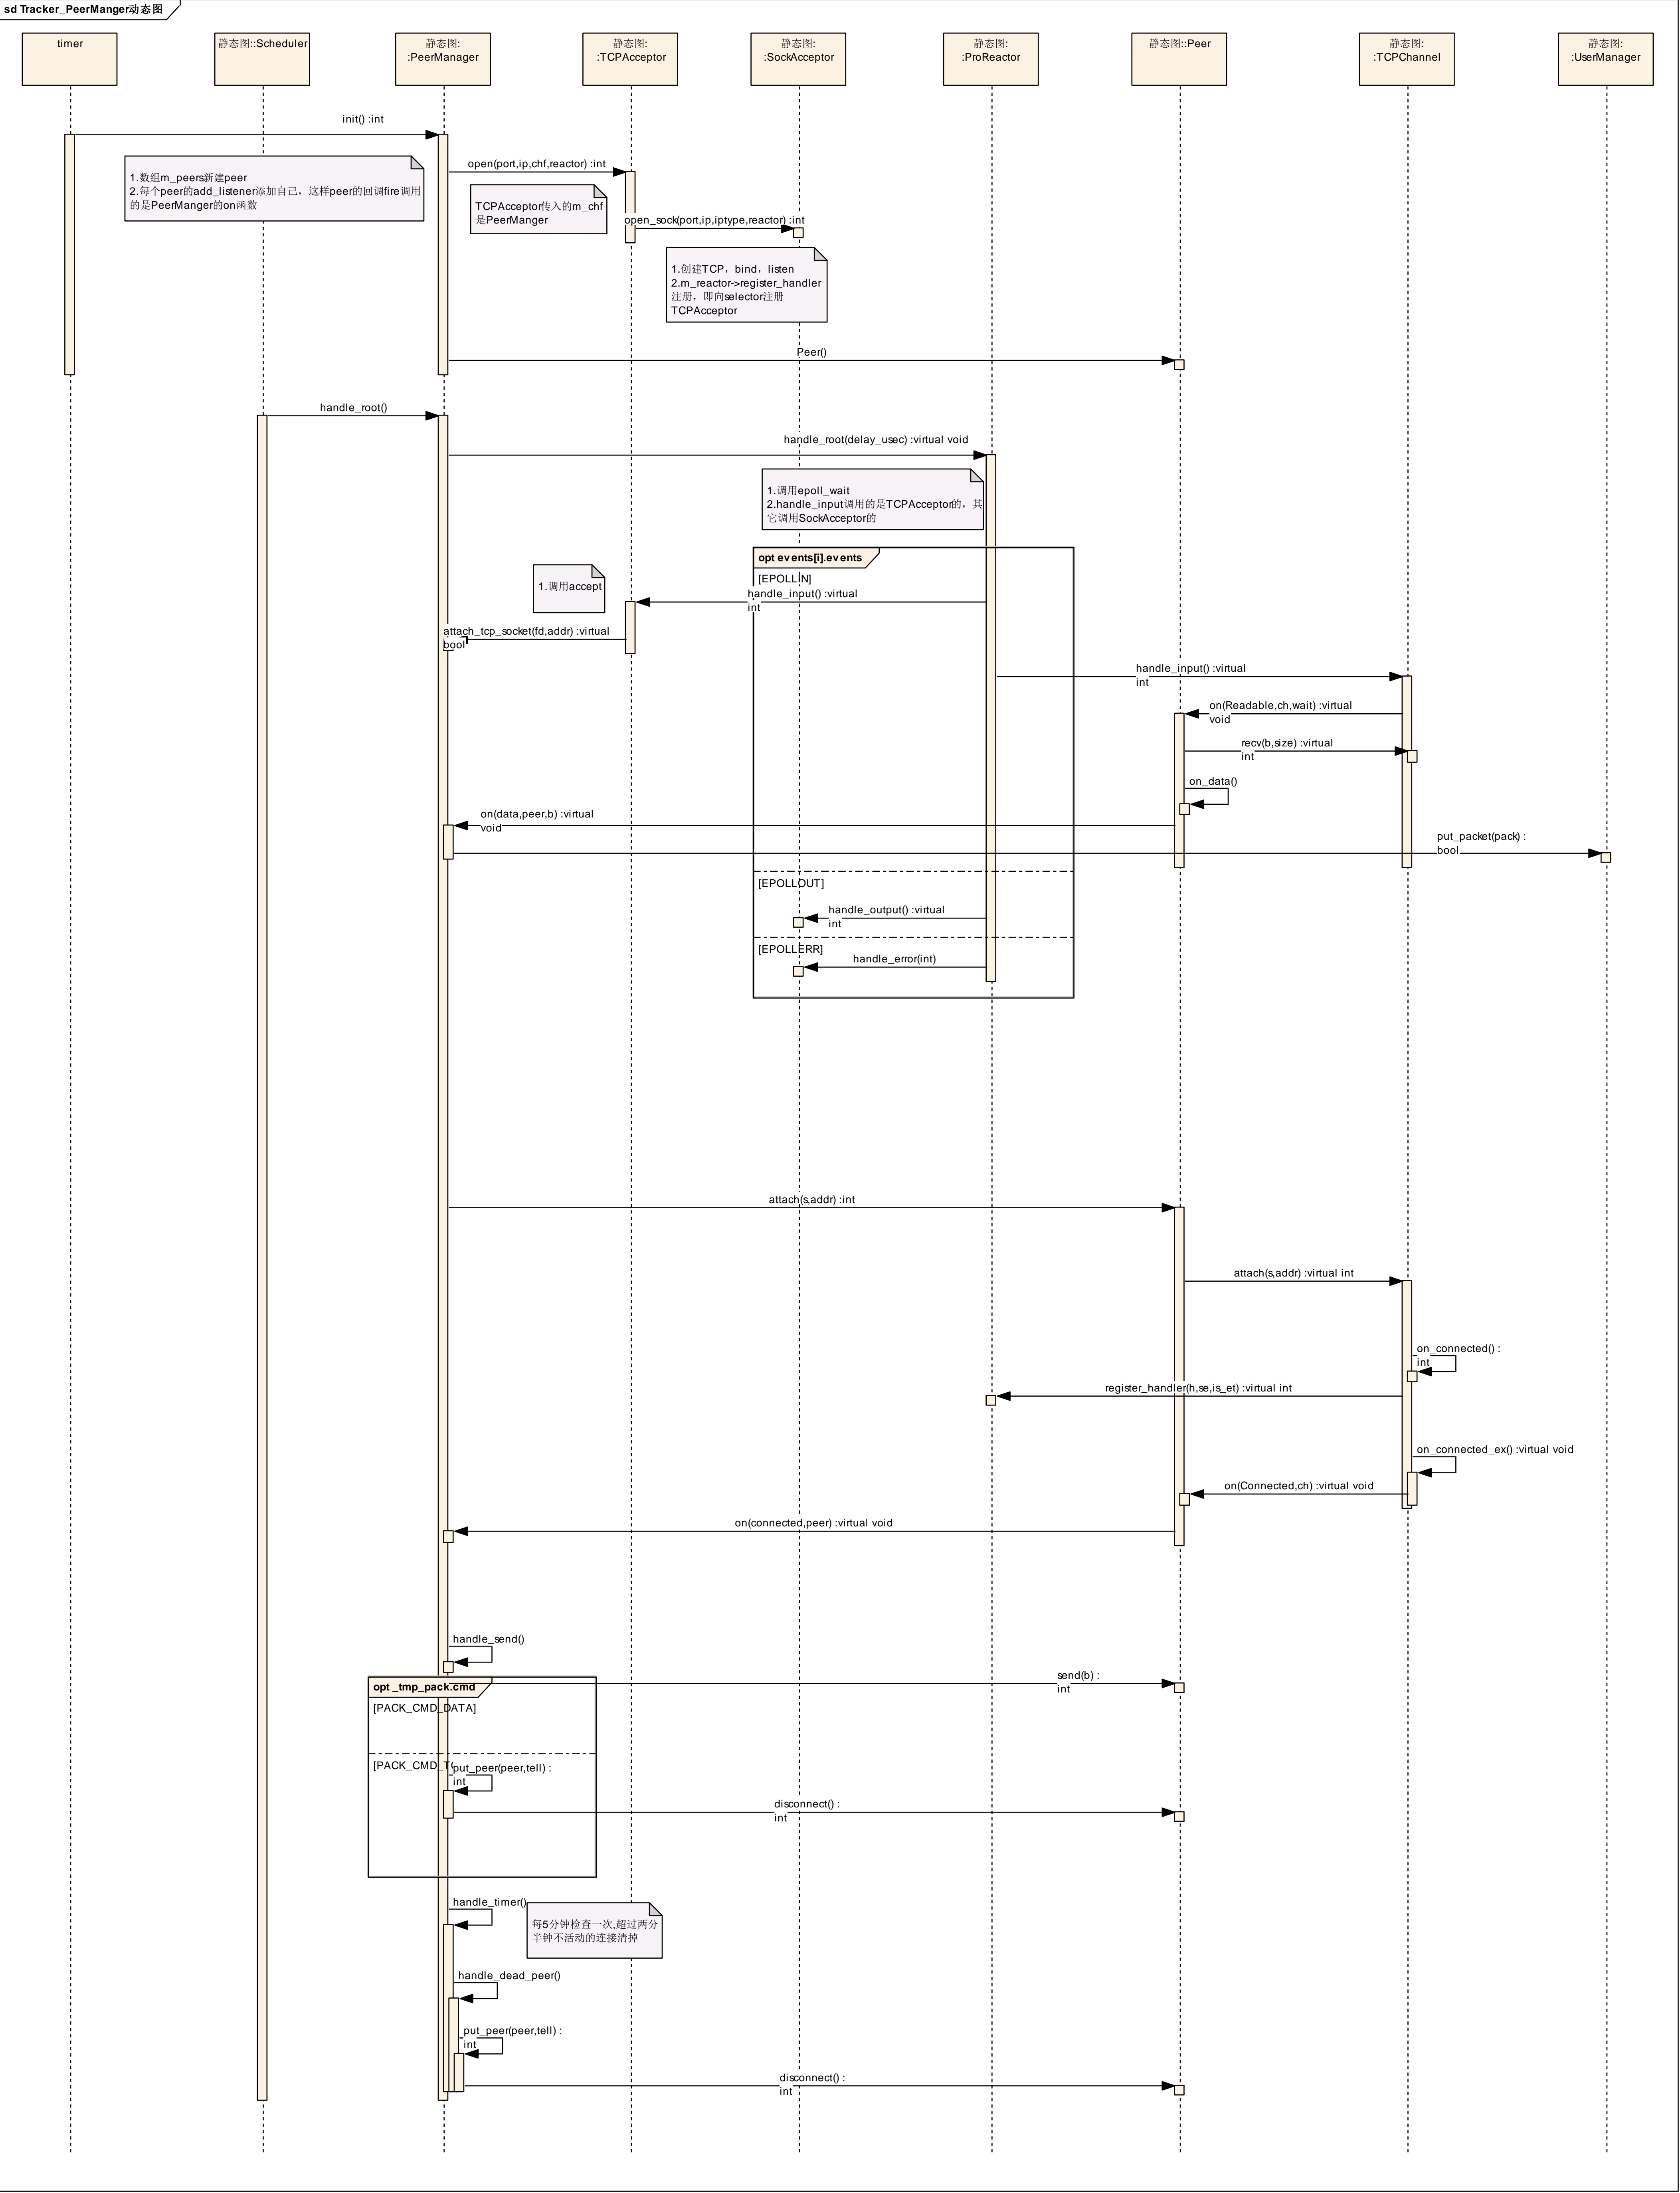 sd Tracker_PeerManger动态图
timer
静态图::Scheduler
静态图:
:PeerManager
静态图:
:TCPAcceptor
静态图:
:SockAcceptor
静态图:
:ProReactor
静态图::Peer
静态图:
:TCPChannel
静态图:
:UserManager
init() :int
1.数组m_peers新建peer
2.每个peer的add_listener添加自己，这样peer的回调fire调用
的是PeerManger的on函数
open(port,ip,chf,reactor) :int
TCPAcceptor传入的m_chf
是PeerManger
open_sock(port,ip,iptype,reactor) :int
1.创建TCP，bind，listen
2.m_reactor->register_handler
注册，即向selector注册
TCPAcceptor
Peer()
handle_root()
handle_root(delay_usec) :virtual void
1.调用epoll_wait
2.handle_input调用的是TCPAcceptor的，其
它调用SockAcceptor的
opt events[i].events
[EPOLLIN]
1.调用accept
handle_input() :virtual
int
attach_tcp_socket(fd,addr) :virtual
bool
handle_input() :virtual
int
on(Readable,ch,wait) :virtual
void
recv(b,size) :virtual
int
on_data()
on(data,peer,b) :virtual
void
put_packet(pack) :
bool
[EPOLLOUT]
handle_output() :virtual
int
[EPOLLERR]
handle_error(int)
attach(s,addr) :int
attach(s,addr) :virtual int
on_connected() :
int
register_handler(h,se,is_et) :virtual int
on_connected_ex() :virtual void
on(Connected,ch) :virtual void
on(connected,peer) :virtual void
handle_send()
send(b) :
int
opt _tmp_pack.cmd
[PACK_CMD_DATA]
put_peer(peer,tell) :
int
disconnect() :
int
handle_timer()
每5分钟检查一次,超过两分
半钟不活动的连接清掉
handle_dead_peer()
put_peer(peer,tell) :
int
disconnect() :
int